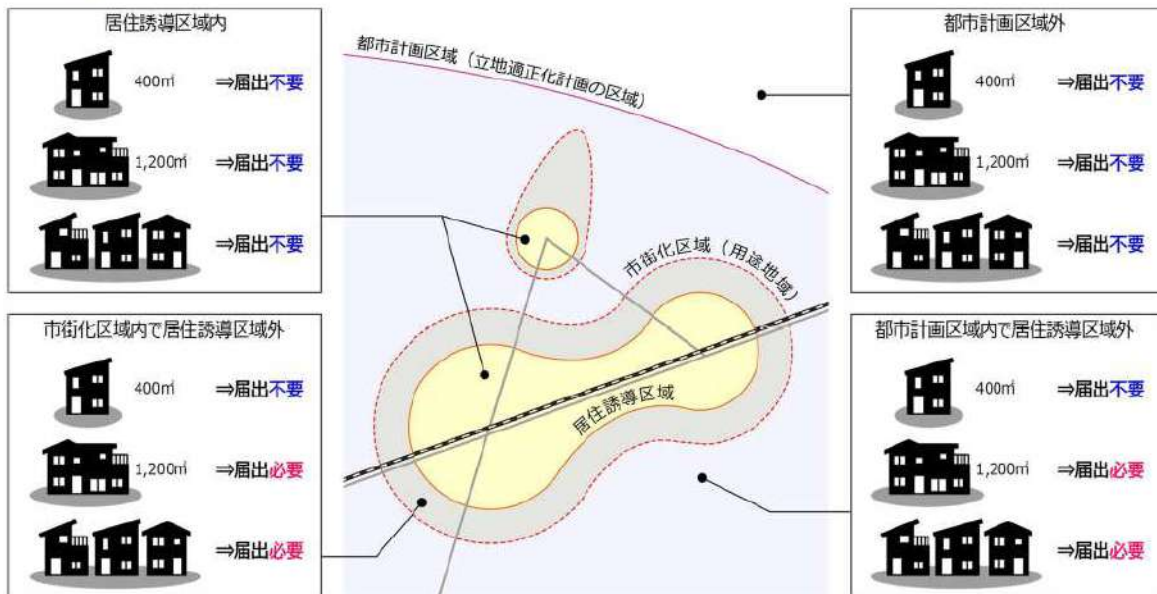 居住誘導区域内
400㎡ ⇒届出不要
1,200㎡ ⇒届出不要
⇒届出不要
市街化区域内で居住誘導区域外
400㎡ ⇒届出不要
1,200㎡ ⇒届出必要
⇒届出必要
都市計画区域（立地適正化計画の区域）
市街化区域（用途地域）
居住誘導区域
都市計画区域外
400㎡ ⇒届出不要
1,200㎡ ⇒届出不要
⇒届出不要
都市計画区域内で居住誘導区域外
400㎡ ⇒届出不要
1,200㎡ ⇒届出必要
⇒届出必要